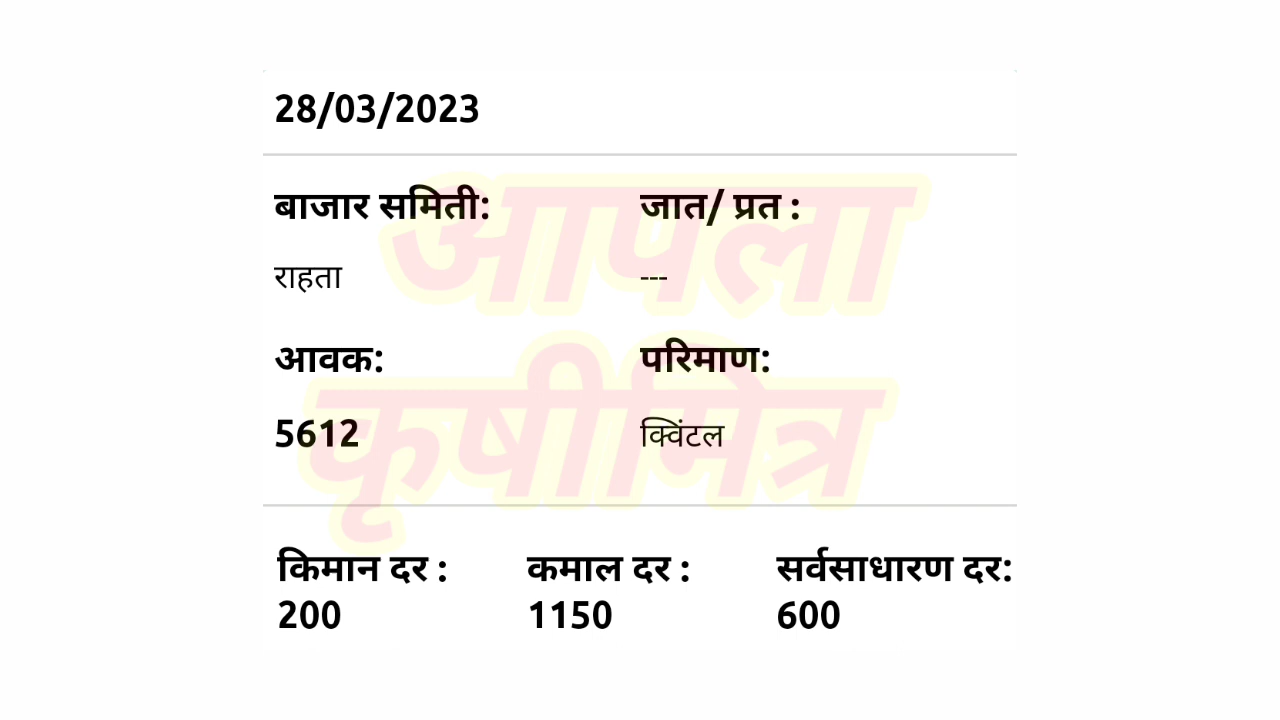 28/03/2023
बाजार समिती: जात/ प्रत :
राहता ---
आपला
आवक: परिमाण:
5612 क्विंटल
कृषीमित्र
किमान दर : कमाल दर : सर्वसाधारण दर:
200 1150 600